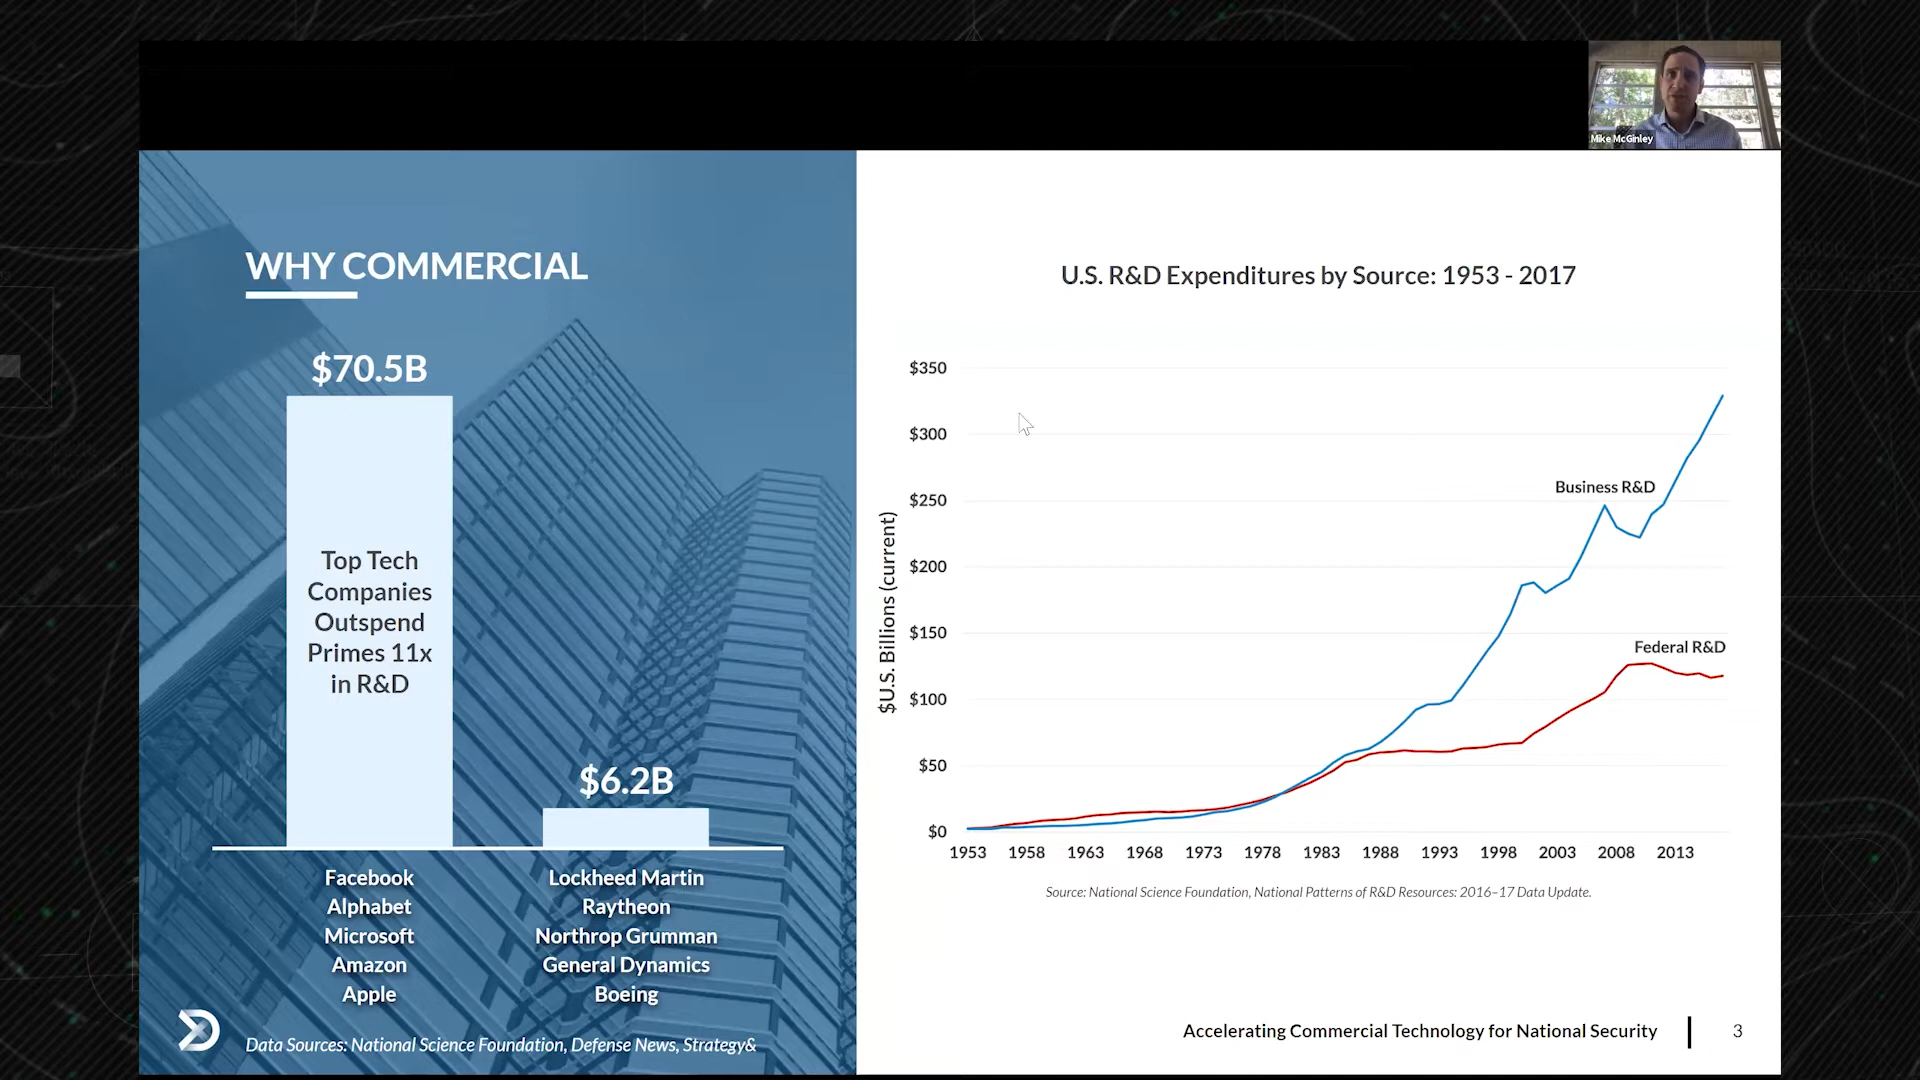 Mike McGinley
WHY COMMERCIAL
$70.5B
Top Tech
Companies
Outspend
Primes 11x
in R&D
$6.2B
Facebook
Alphabet
Microsoft
Amazon
Apple
Lockheed Martin
Raytheon
Northrop Grumman
General Dynamics
Boeing
Data Sources: National Science Foundation, Defense News, Strategy&
U.S. R&D Expenditures by Source: 1953 - 2017
$U.S. Billions (current)
$350
$300
$250
$200
$150
$100
$50
$0
Business R&D
Federal R&D
1953 1958 1963 1968 1973 1978 1983 1988 1993 1998 2003 2008 2013
Source: National Science Foundation, National Patterns of R&D Resources: 2016–17 Data Update.
Accelerating Commercial Technology for National Security | 3